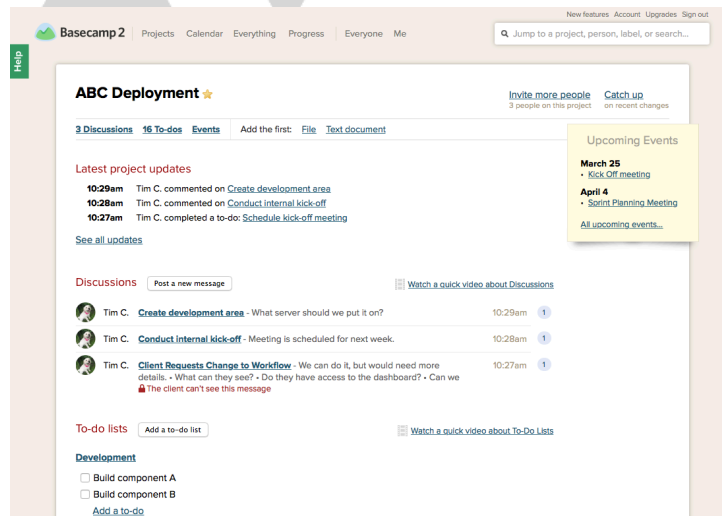 New features Account Upgrades Sign out
Basecamp 2 Projects Calendar Everything Progress Everyone Me
Jump to a project, person, label, or search...
Help
ABC Deployment
Invite more people Catch up
3 people on this project on recent changes
3 Discussions 16 To-dos Events Add the first: File Text document
Upcoming Events
March 25
• Kick Off meeting
April 4
• Sprint Planning Meeting
All upcoming events...
Latest project updates
10:29am Tim C. commented on Create development area
10:28am Tim C. commented on Conduct internal kick-off
10:27am Tim C. completed a to-do: Schedule kick-off meeting
See all updates
Discussions Post a new message Watch a quick video about Discussions
Tim C. Create development area - What server should we put it on? 10:29am 1
Tim C. Conduct internal kick-off - Meeting is scheduled for next week. 10:28am 1
Tim C. Client Requests Change to Workflow - We can do it, but would need more 10:27am 1
details. • What can they see? • Do they have access to the dashboard? • Can we
The client can't see this message
To-do lists Add a to-do list Watch a quick video about To-Do Lists
Development
Build component A
Build component B
Add a to-do